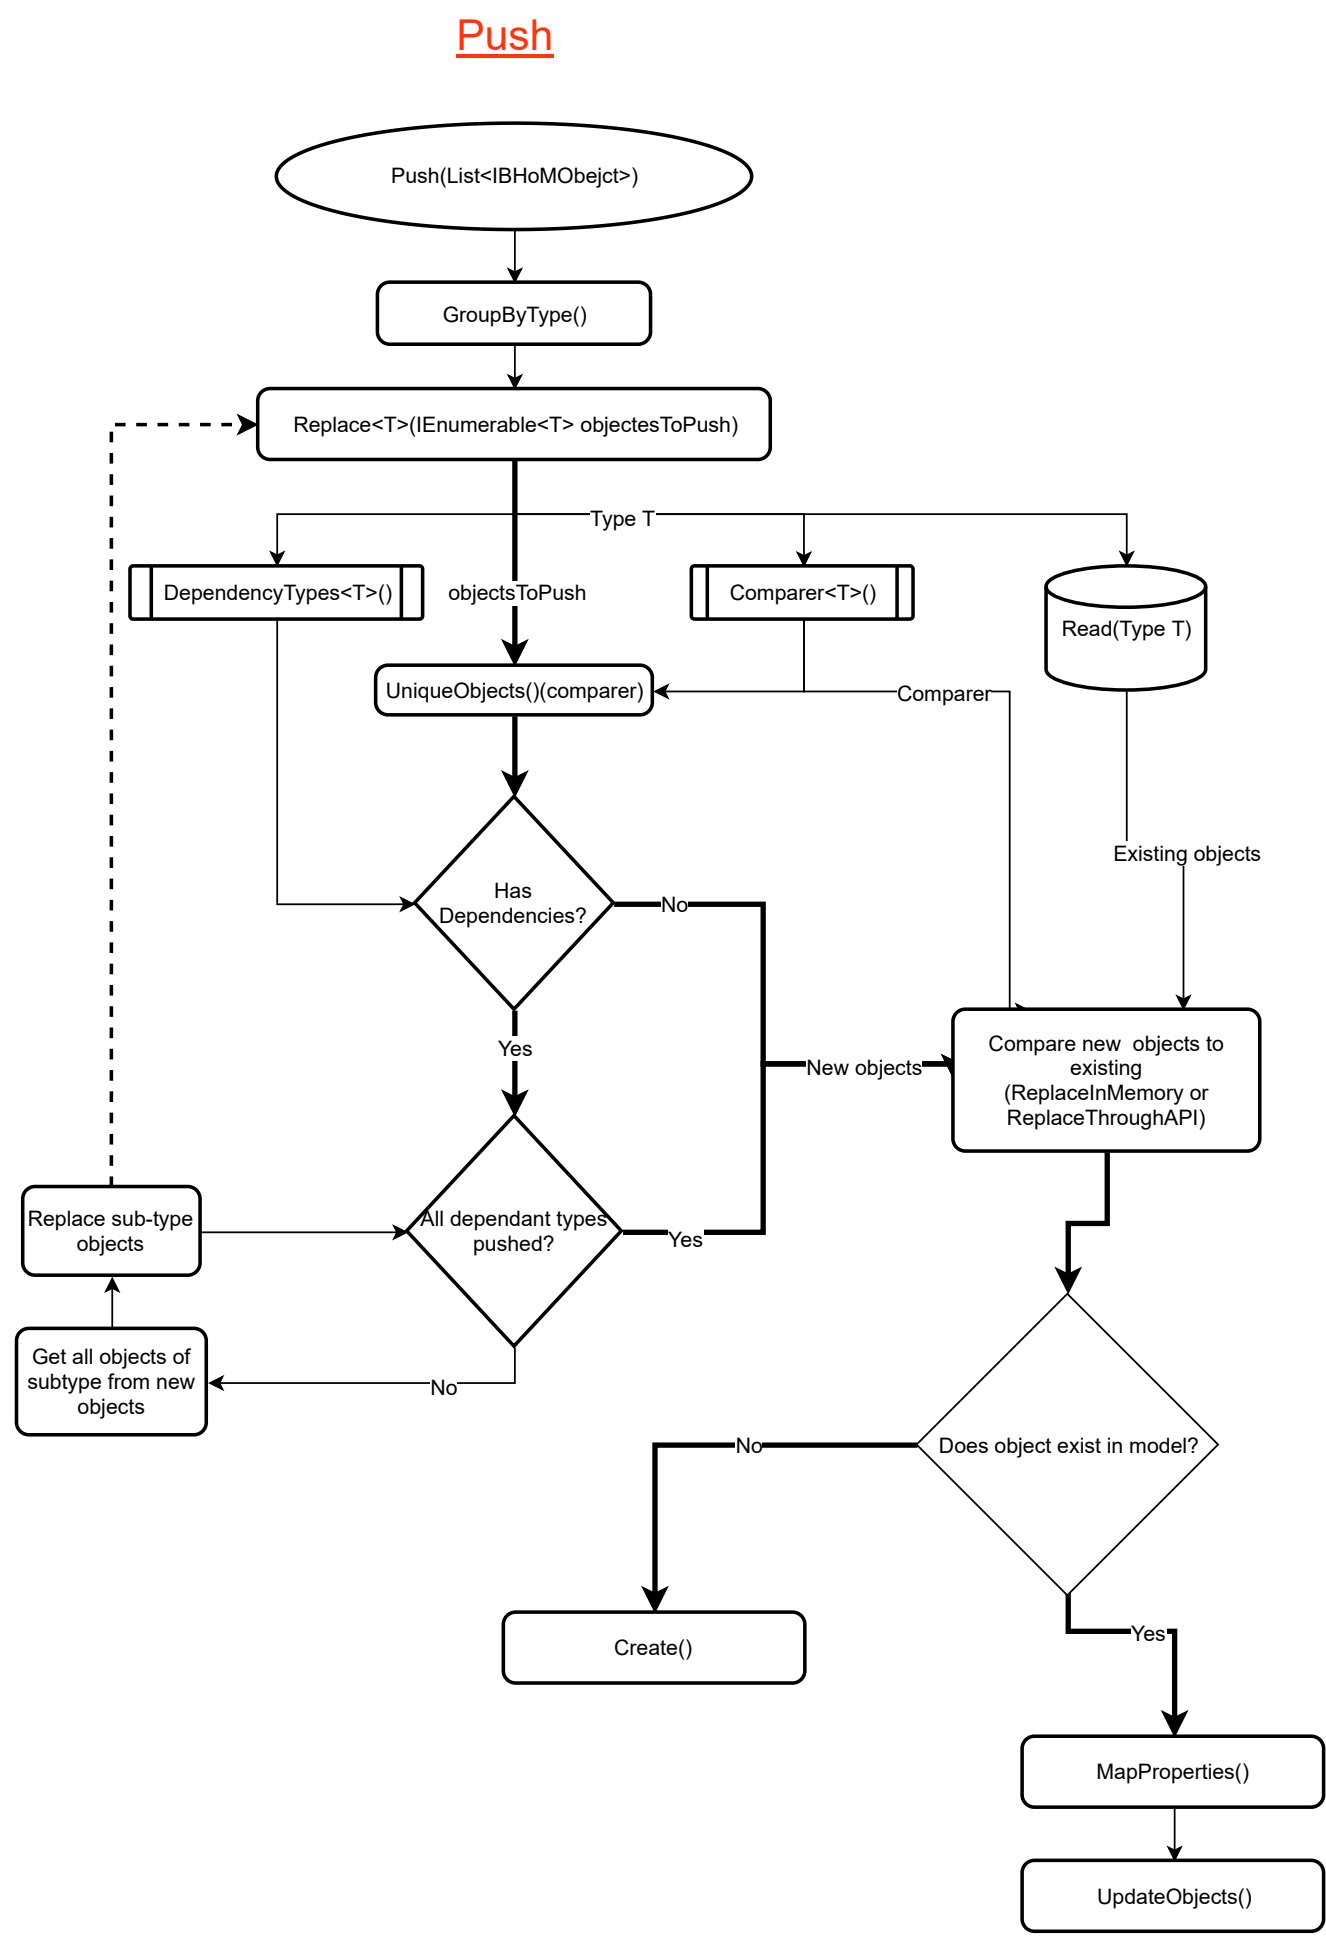 Push
Push(List<IBHoMObejct>)
GroupByType()
Replace<T>(IEnumerable<T> objectesToPush)
Type T
DependencyTypes<T>()
objectsToPush
Comparer<T>()
Read(Type T)
UniqueObjects()(comparer)
Comparer
Existing objects
Has
Dependencies?
No
Yes
New objects
Compare new  objects to
existing
(ReplaceInMemory or
ReplaceThroughAPI)
Replace sub-type
objects
All dependant types
pushed?
Yes
Get all objects of
subtype from new
objects
No
Does object exist in model?
No
Create()
Yes
MapProperties()
UpdateObjects()